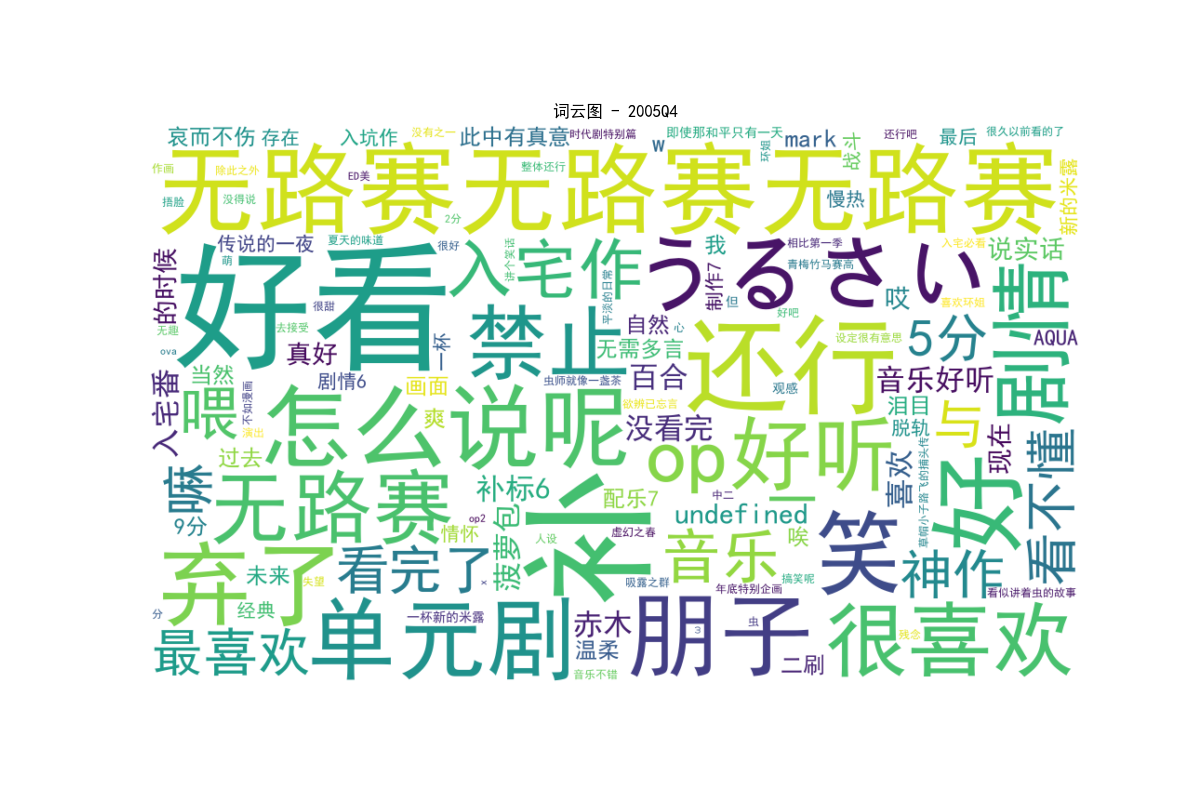 词云图 - 2005Q4
哀而不伤
存在
入坑作
没有之一
此中有真意
时代剧特别篇
w
即使那和平只有一天
环姐
mark
战斗
还行吧
最后
很久以前看的了
作画
除此之外
ED美
整体还行
无路赛无路赛无路赛
捂脸
没得说
2分
慢热
新的米露
的时候
传说的一夜
夏天的味道
很好
萌
入宅作
讲个笑话
平淡的日常
うるさい
我
相比第一季
青梅竹马赛高
制作7
但
哎
入宅必看
说实话
喜欢环姐
剧情
好看
很甜
去接受
无趣
ova
真好
一杯
禁止
自然
心
无需多言
好吧
还行
设定很有意思
5分
AQUA
入宅番
当然
剧情6
不如漫画
演出
喂
画面
爽
怎么说呢
虫师就像一盏茶
百合
欲辨已忘言
没看完
观感
音乐好听
泪目
脱轨
与
现在
过去
嘛
9分
无路赛
补标6
op好听
配乐7
中二
一
undefined
喜欢
草帽小子路飞的捕头传
好
看不懂
op2
情怀
菠萝包
补
人设
虚幻之春
音乐
唉
笑
神作
弃了
未来
失望
看完了
x
吸露之群
搞笑呢
年底特别企画
看似讲着虫的故事
分
经典
最喜欢
单元剧
一杯新的米露
赤木
温柔
音乐不错
朋子
3
虫
二刷
很喜欢
残念